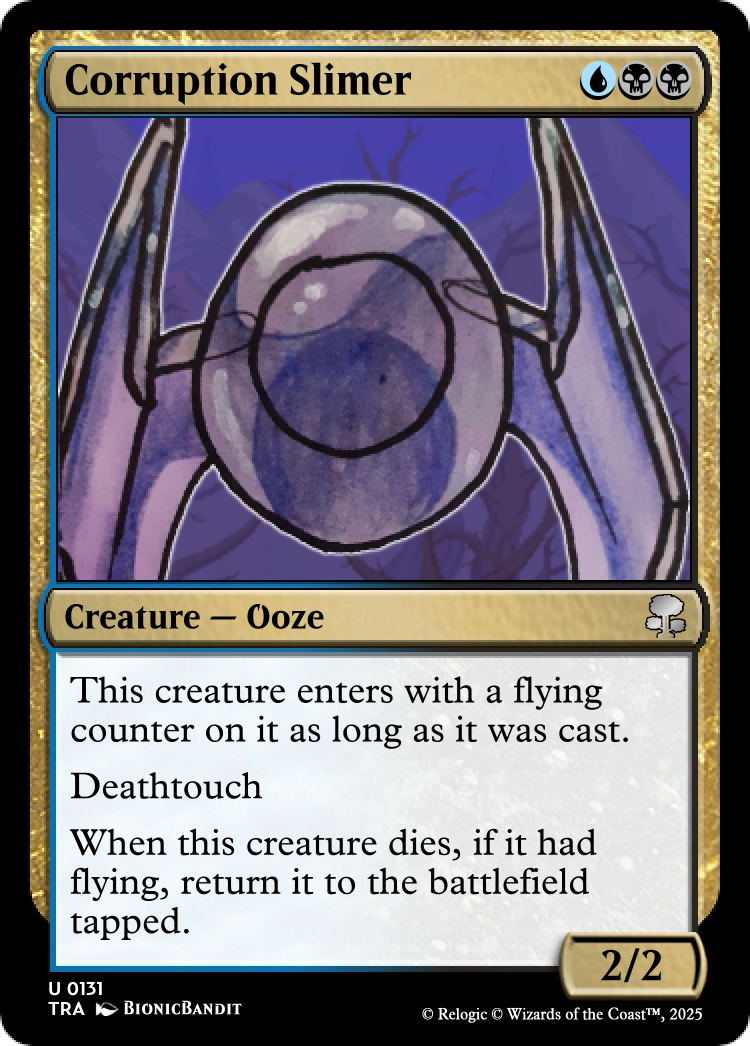 Corruption Slimer
Creature — Ooze
This creature enters with a flying
counter on it as long as it was cast.
Deathtouch
When this creature dies, if it had
flying, return it to the battlefield
tapped.
2/2
U 0131
TRA BionicBandit
© Relogic © Wizards of the Coast™, 2025